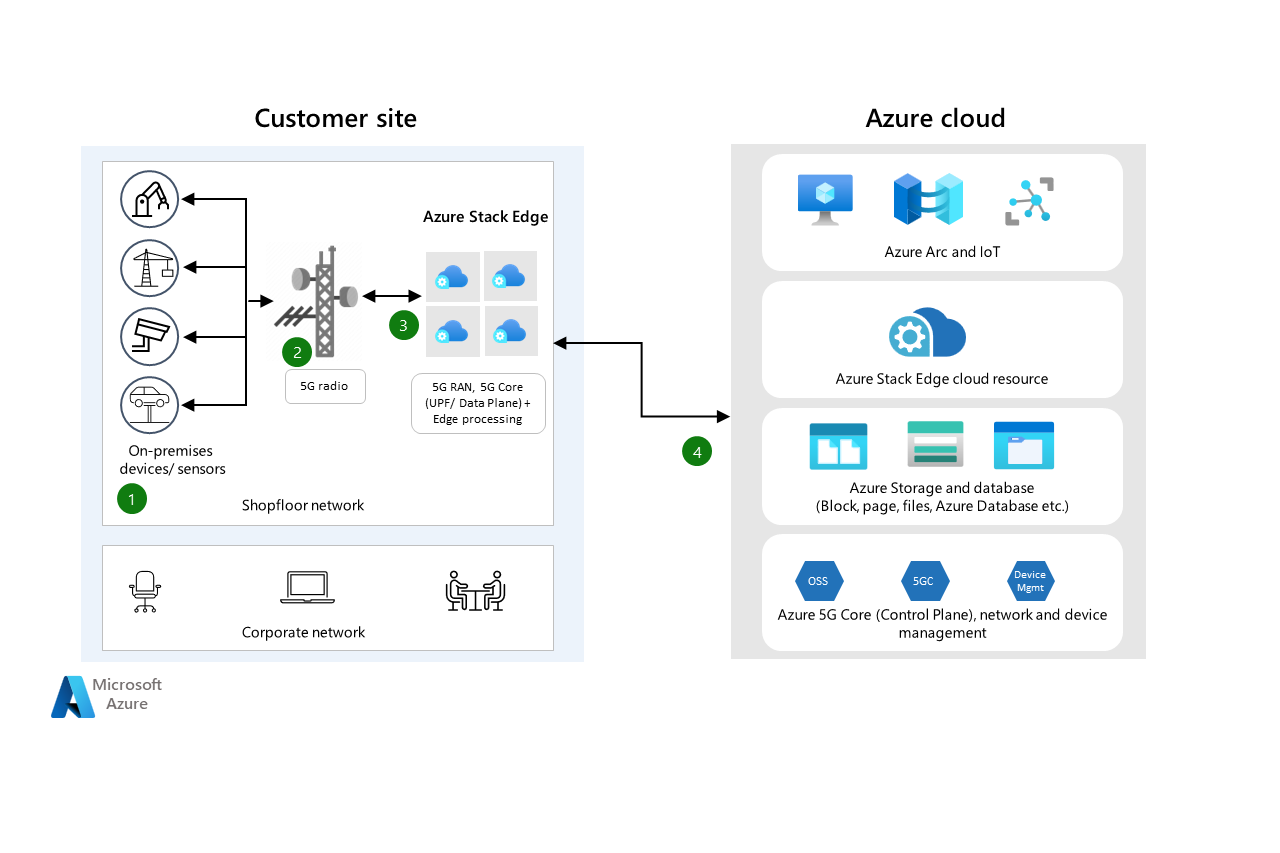 Customer site
Azure Stack Edge
1
2
3
5G radio
5G RAN, 5G Core
(UPF/ Data Plane) +
Edge processing
On-premises
devices/ sensors
Shopfloor network
Corporate network
4
Azure cloud
Azure Arc and IoT
Azure Stack Edge cloud resource
Azure Storage and database
(Block, page, files, Azure Database etc.)
OSS
5GC
Device
Mgmt
Azure 5G Core (Control Plane), network and device
management
Microsoft
Azure